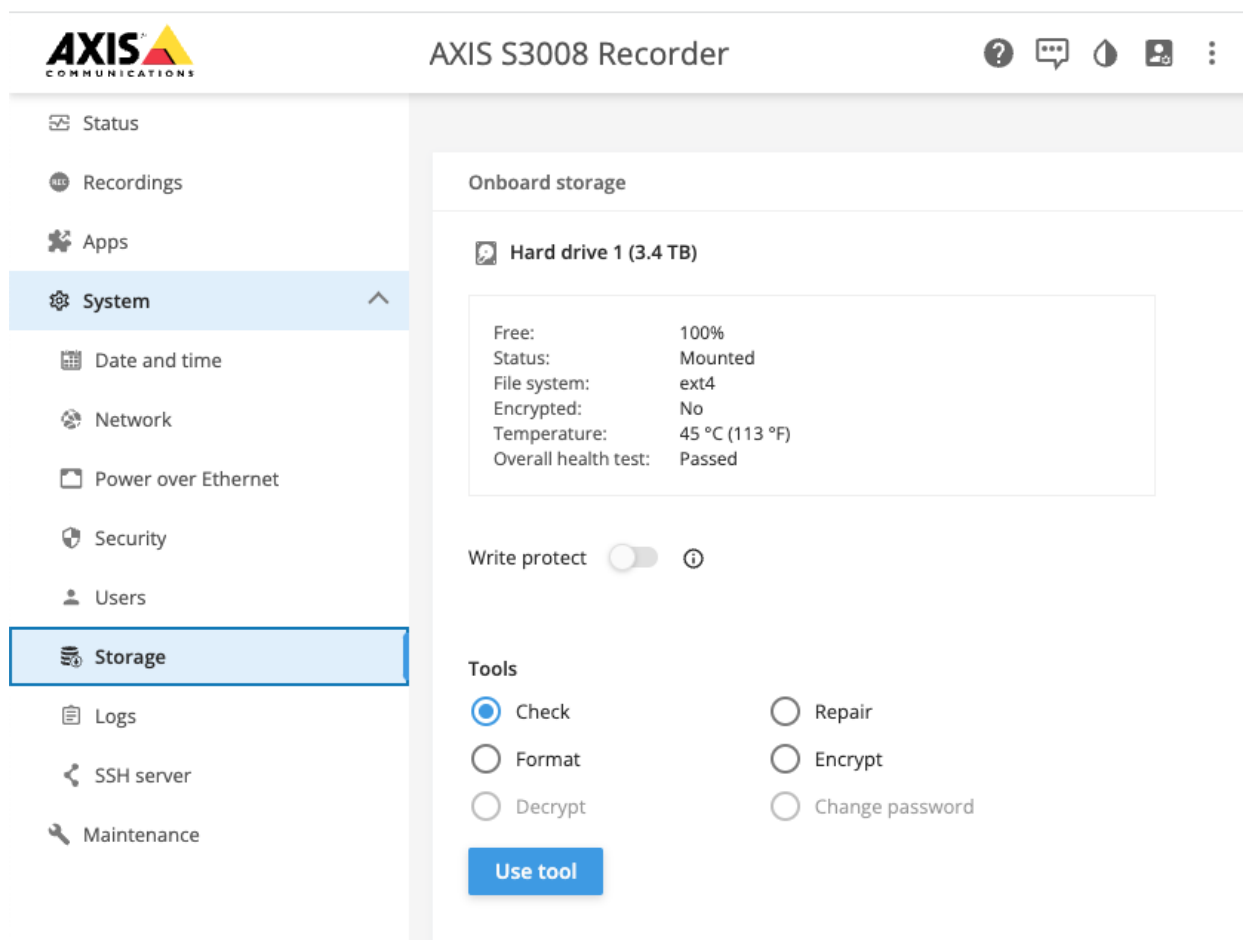 AXIS
COMMUNICATIONS
AXIS S3008 Recorder
Status
REC
Recordings
Apps
System
Date and time
Network
Power over Ethernet
Security
Users
Storage
Logs
SSH server
Maintenance
Onboard storage
Hard drive 1 (3.4 TB)
Free: 100%
Status: Mounted
File system: ext4
Encrypted: No
Temperature: 45 °C (113 °F)
Overall health test: Passed
Write protect
Tools
Check Repair
Format Encrypt
Decrypt Change password
Use tool